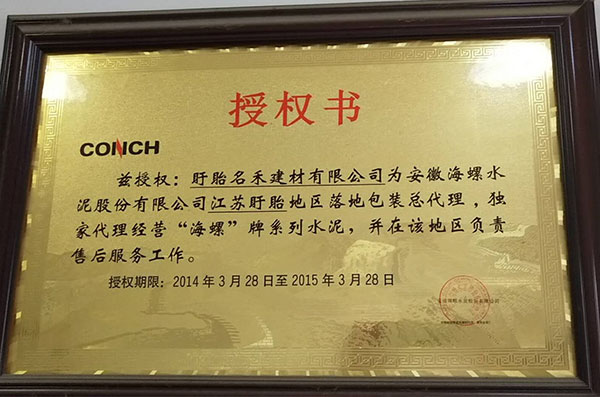 授权书
CONCH
兹授权：盱眙名禾建材有限公司为安徽海螺水
泥股份有限公司江苏盱眙地区落地包装总代理，独
家代理经营“海螺”牌系列水泥，并在该地区负责
售后服务工作。
授权期限：2014年3月28日至2015年3月28日